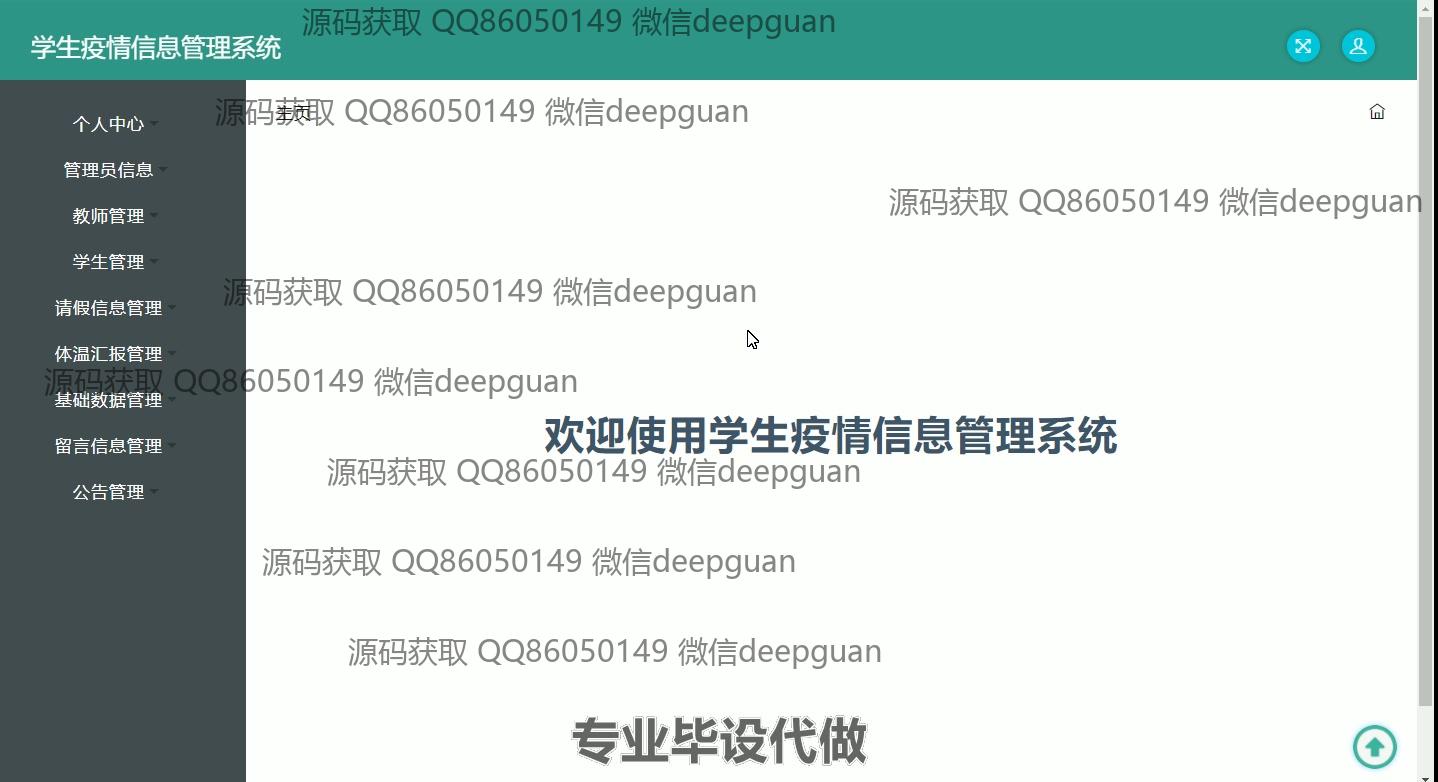 源码获取 QQ86050149 微信deepguan
学生疫情信息管理系统
源码获取 QQ86050149 微信deepguan
主页
个人中心
管理员信息
源码获取 QQ86050149 微信deepguan
教师管理
学生管理
源码获取 QQ86050149 微信deepguan
请假信息管理
体温汇报管理
源码获取 QQ86050149 微信deepguan
基础数据管理
欢迎使用学生疫情信息管理系统
留言信息管理
源码获取 QQ86050149 微信deepguan
公告管理
源码获取 QQ86050149 微信deepguan
源码获取 QQ86050149 微信deepguan
专业毕设代做